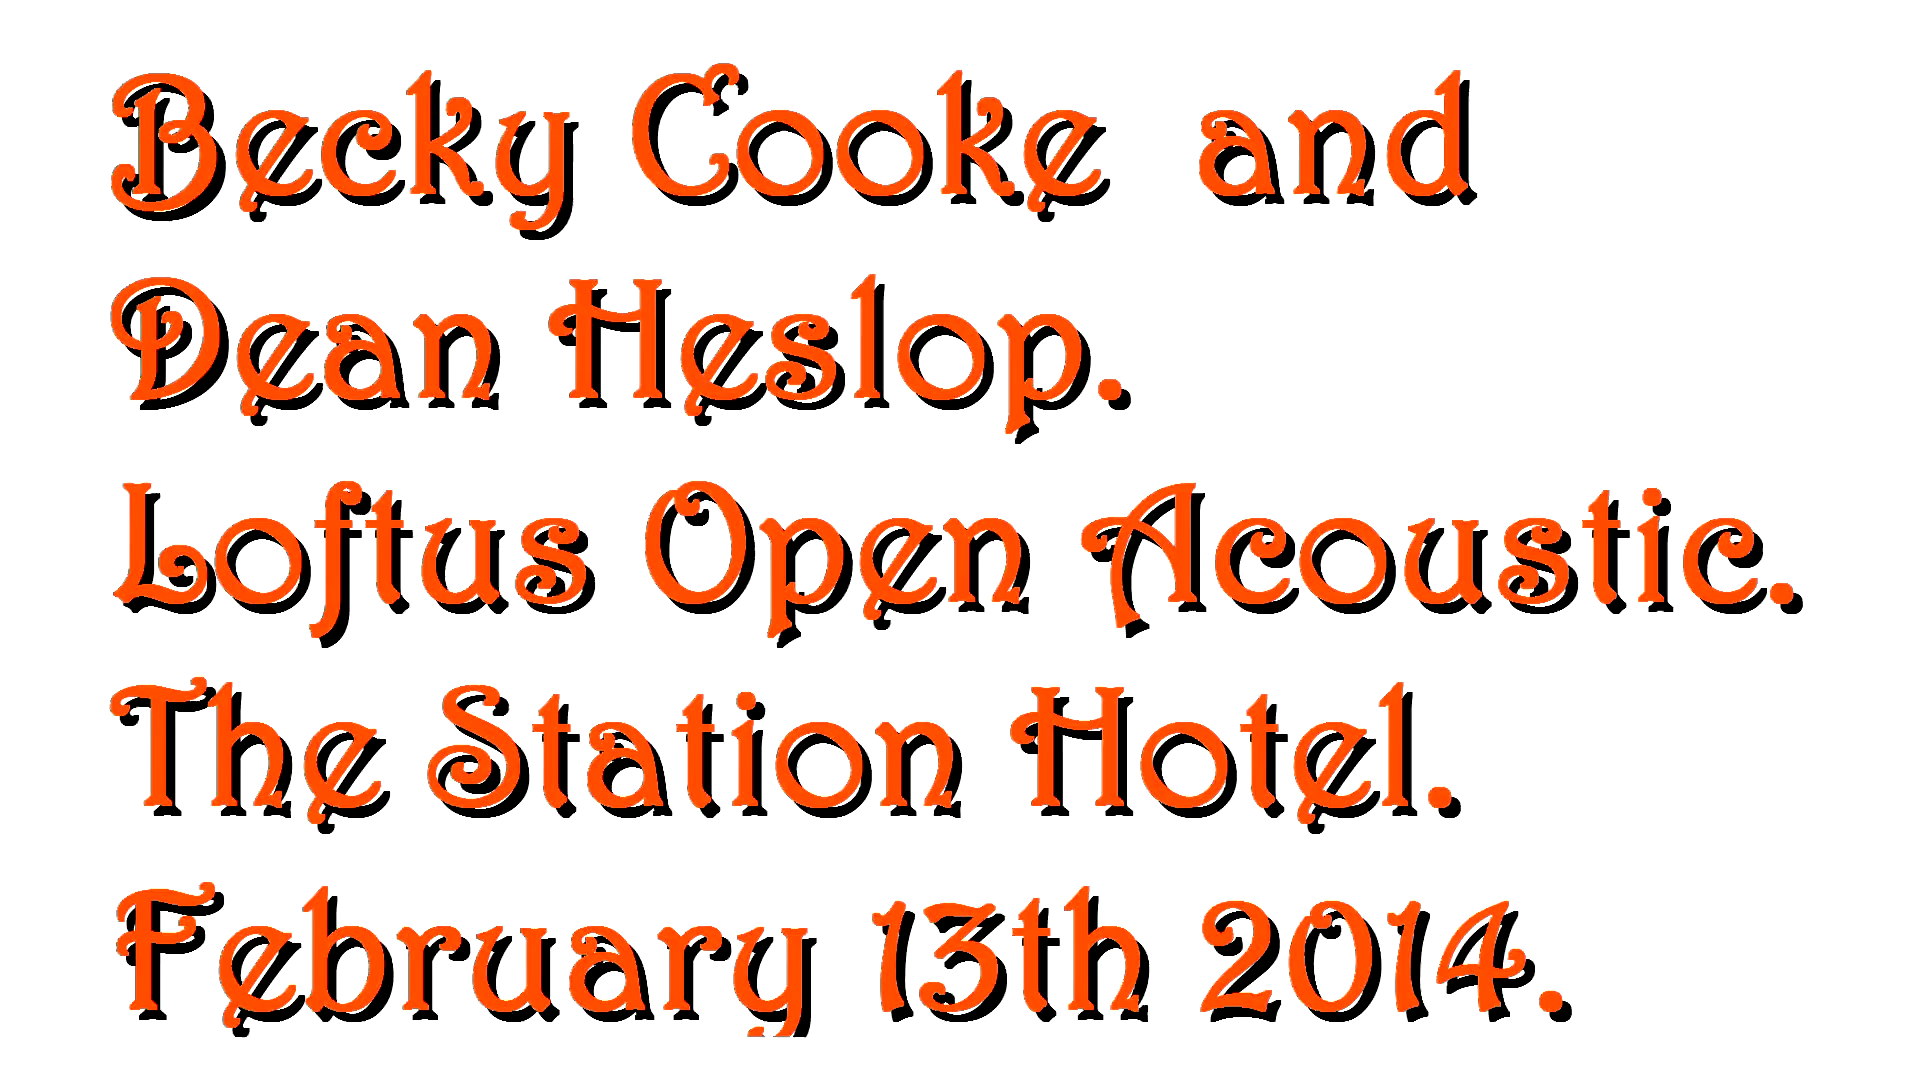 Becky Cooke and
Dean Heslop.
Loftus Open Acoustic.
The Station Hotel.
February 13th 2014.